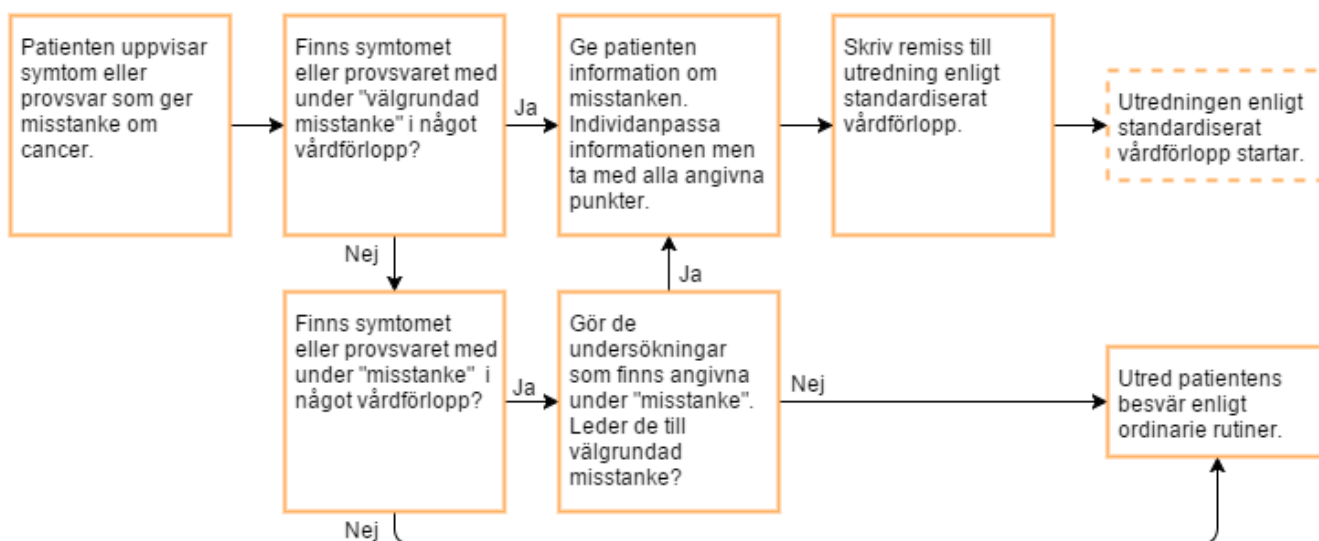 Patienten uppvisar
symtom eller
provsvar som ger
misstanke om
cancer.
Finns symtomet
eller provsvaret med
under "välgrundad
misstanke" i något
vårdförlopp?
Ja
Ge patienten
information om
misstanken.
Individanpassa
informationen men
ta med alla angivna
punkter.
Skriv remiss till
utredning enligt
standardiserat
vårdförlopp.
Utredningen enligt
standardiserat
vårdförlopp startar.
Nej
Ja
Finns symtomet
eller provsvaret med
under "misstanke" i
något vårdförlopp?
Ja
Gör de
undersökningar
som finns angivna
under "misstanke".
Leder de till
välgrundad
misstanke?
Nej
Utred patientens
besvär enligt
ordinarie rutiner.
Nej